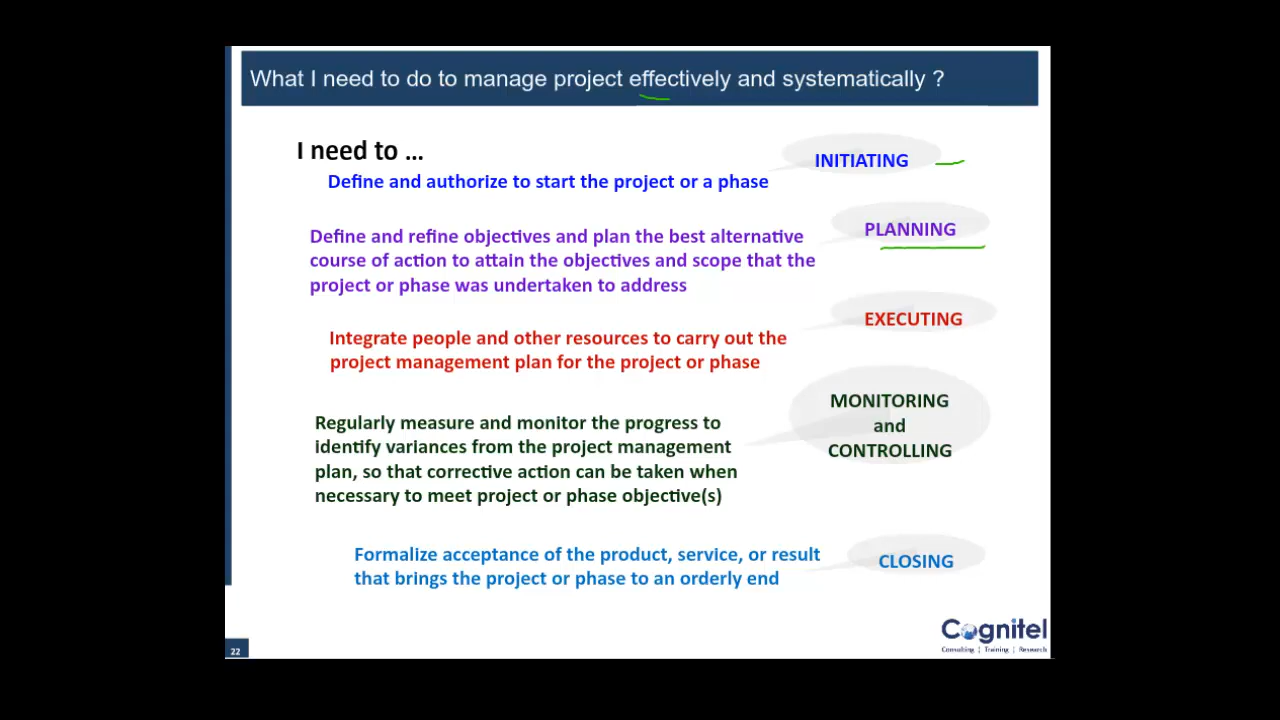 What I need to do to manage project effectively and systematically ?
I need to ...
INITIATING
Define and authorize to start the project or a phase
PLANNING
Define and refine objectives and plan the best alternative
course of action to attain the objectives and scope that the
project or phase was undertaken to address
EXECUTING
Integrate people and other resources to carry out the
project management plan for the project or phase
MONITORING
and
CONTROLLING
Regularly measure and monitor the progress to
identify variances from the project management
plan, so that corrective action can be taken when
necessary to meet project or phase objective(s)
CLOSING
Formalize acceptance of the product, service, or result
that brings the project or phase to an orderly end
Cognitel
Consulting | Training | Research
22